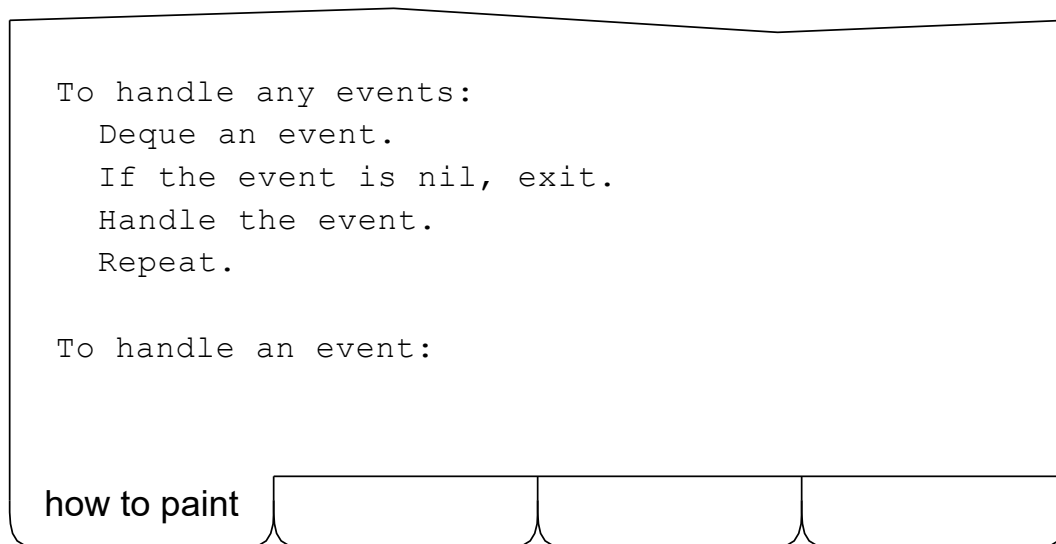 To handle any events:
Deque an event.
If the event is nil, exit.
Handle the event.
Repeat.
To handle an event:
how to paint